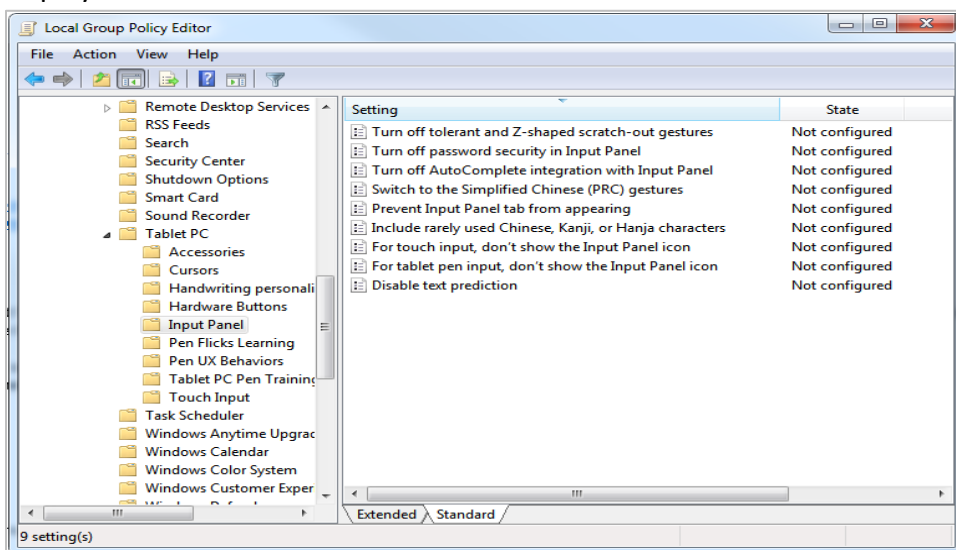 Local Group Policy Editor
File Action View Help
Remote Desktop Services
RSS Feeds
Search
Security Center
Shutdown Options
Smart Card
Sound Recorder
Tablet PC
Accessories
Cursors
Handwriting personali
Hardware Buttons
Input Panel
Pen Flicks Learning
Pen UX Behaviors
Tablet PC Pen Training
Touch Input
Task Scheduler
Windows Anytime Upgrad
Windows Calendar
Windows Color System
Windows Customer Exper
Setting State
Turn off tolerant and Z-shaped scratch-out gestures Not configured
Turn off password security in Input Panel Not configured
Turn off AutoComplete integration with Input Panel Not configured
Switch to the Simplified Chinese (PRC) gestures Not configured
Prevent Input Panel tab from appearing Not configured
Include rarely used Chinese, Kanji, or Hanja characters Not configured
For touch input, don't show the Input Panel icon Not configured
For tablet pen input, don't show the Input Panel icon Not configured
Disable text prediction Not configured
Extended Standard
9 setting(s)